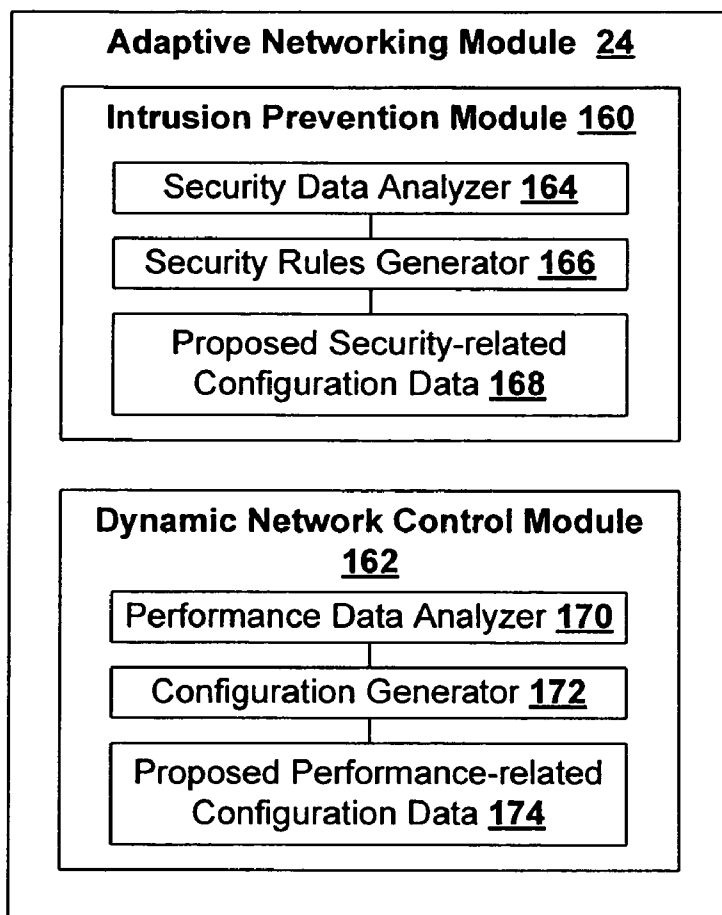 Adaptive Networking Module 24
Intrusion Prevention Module 160
Security Data Analyzer 164
Security Rules Generator 166
Proposed Security-related
Configuration Data 168
Dynamic Network Control Module
162
Performance Data Analyzer 170
Configuration Generator 172
Proposed Performance-related
Configuration Data 174